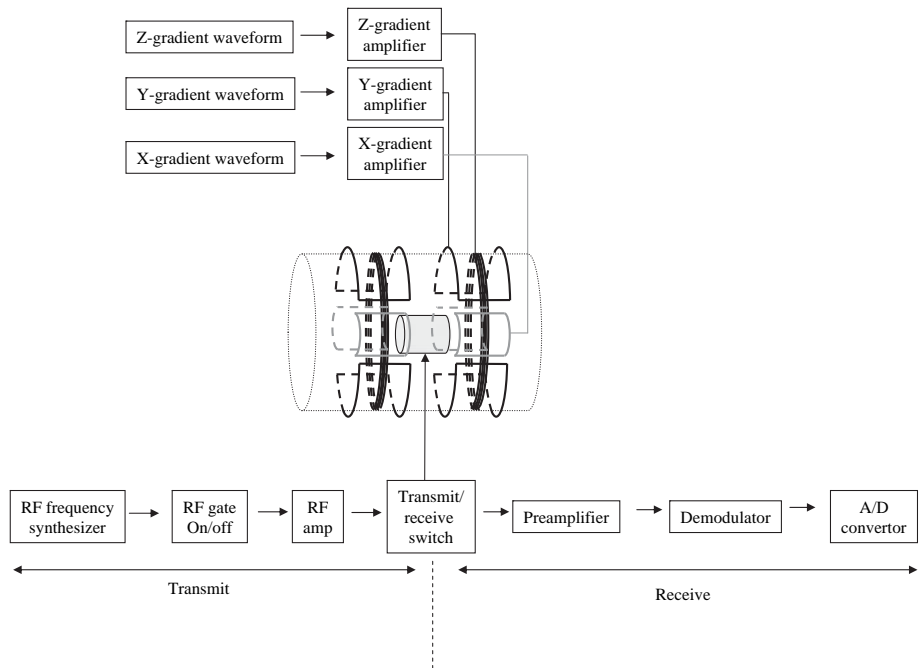 Z-gradient waveform
Z-gradient
amplifier
Y-gradient waveform
Y-gradient
amplifier
X-gradient waveform
X-gradient
amplifier
RF frequency
synthesizer
RF gate
On/off
RF
amp
Transmit/
receive
switch
Preamplifier
Demodulator
A/D
convertor
Transmit
Receive